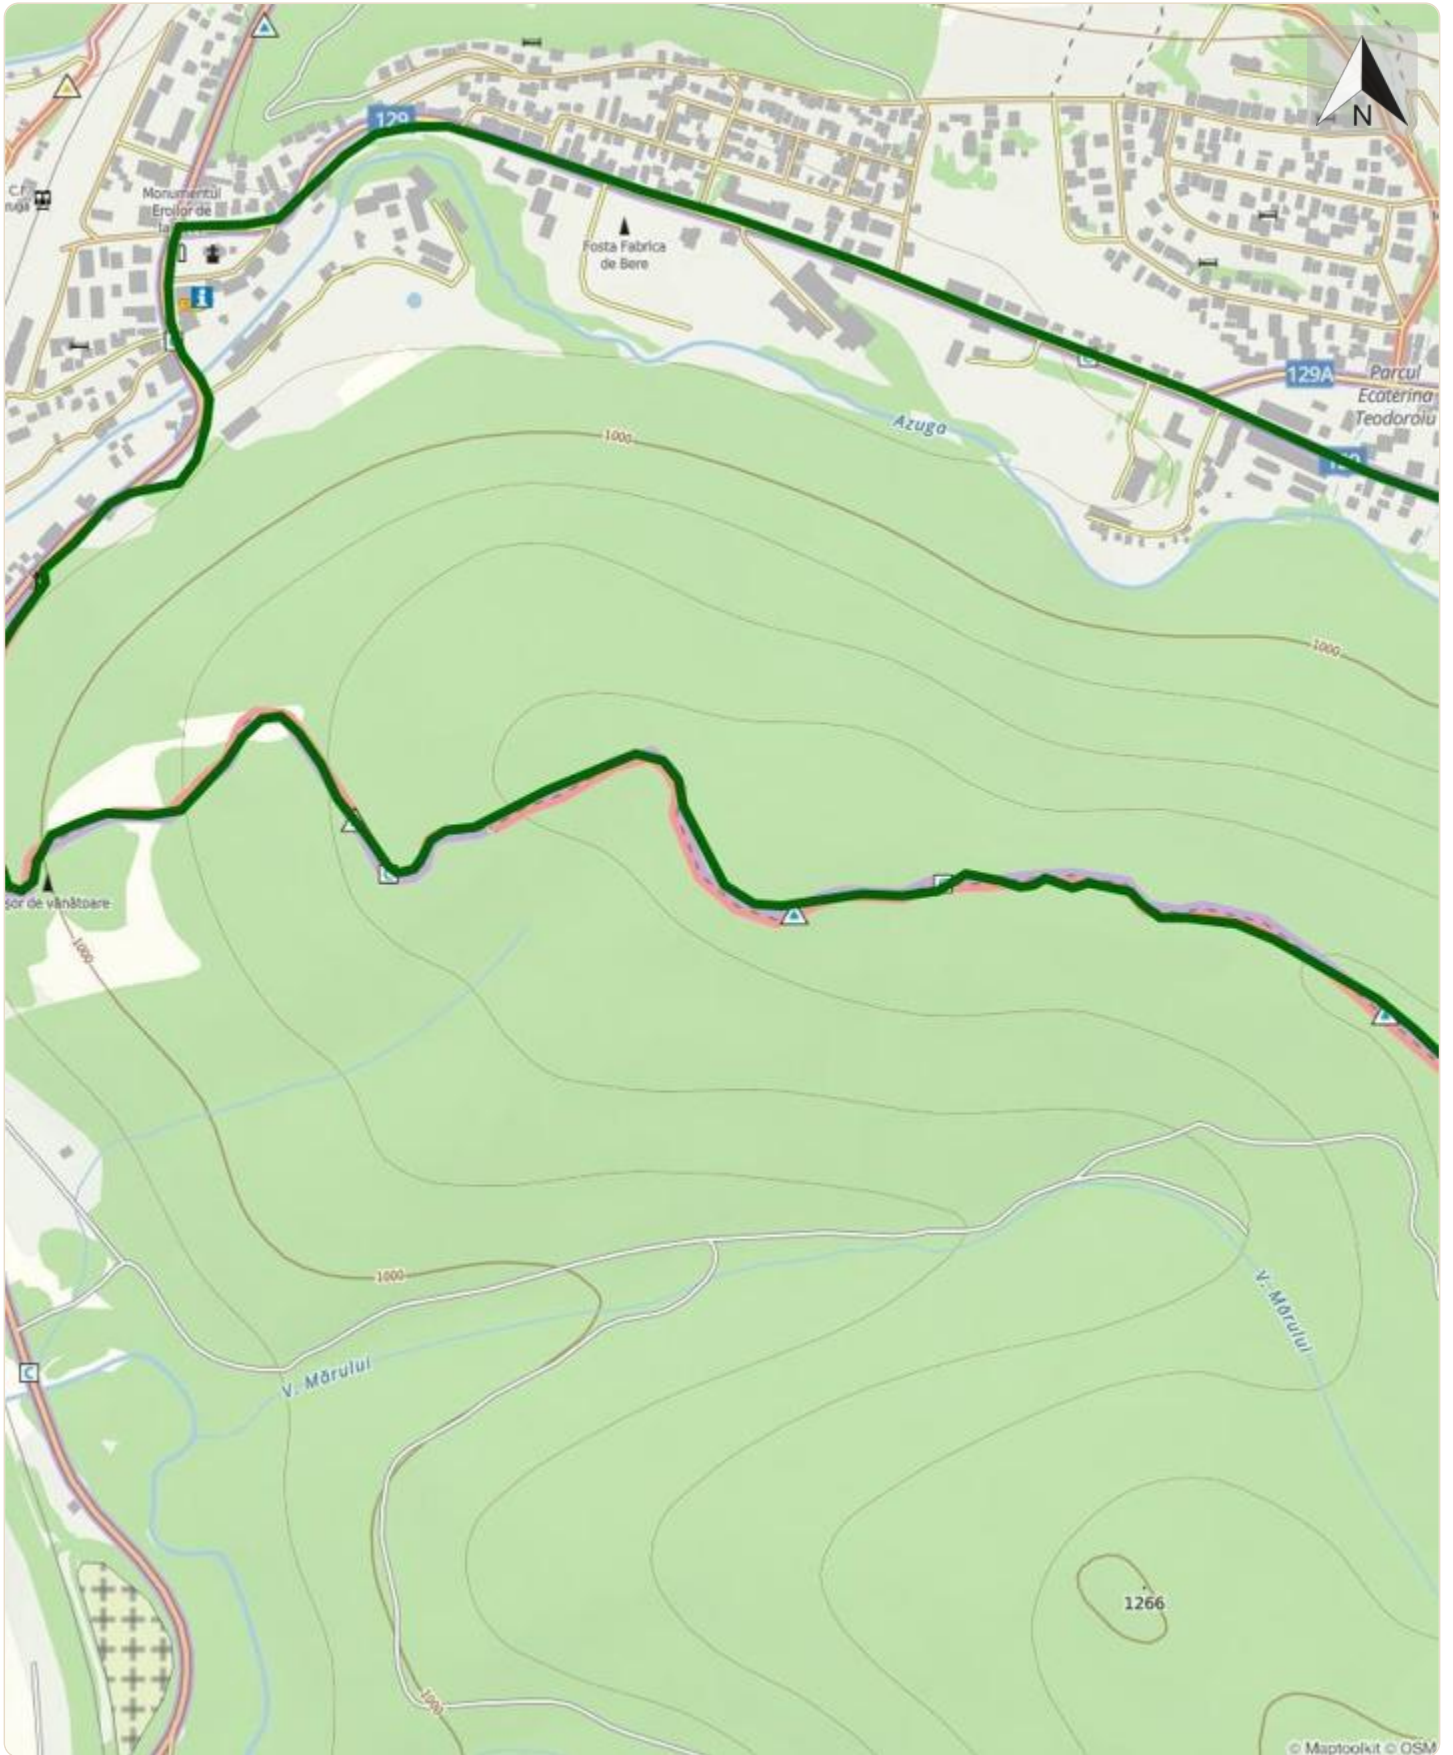 N
129
C.f.
Monumentul
Eroilor de
Fosta Fabrica
de Bere
129A
Parcul
Ecaterina
Teodoroiu
Azuga
1000
1000
șor de vânătoare
1000
1000
V. Mărului
V. Mărului
C
1266
1000
© Maptoolkit © OSM